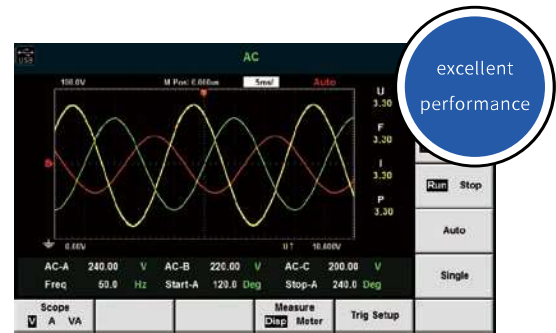 USB
AC
excellent
performance
100.0V M Pos: 0.000us 5ms/ Auto
U
3.30
F
3.30
I
3.30
P
3.30
Run Stop
Auto
Single
0.00V U↑ 10.000V
AC-A 240.00 V AC-B 220.00 V AC-C 200.00 V
Freq 50.0 Hz Start-A 120.0 Deg Stop-A 240.0 Deg
Scope
V A VA
Measure
Disp Meter
Trig Setup